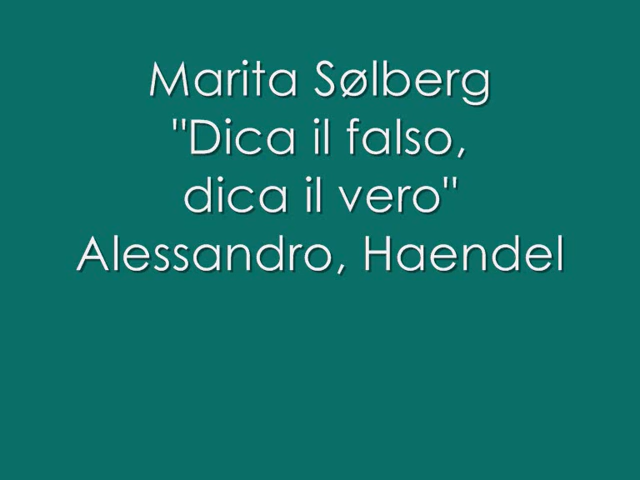 Marita Sølberg
"Dica il falso,
dica il vero"
Alessandro, Haendel